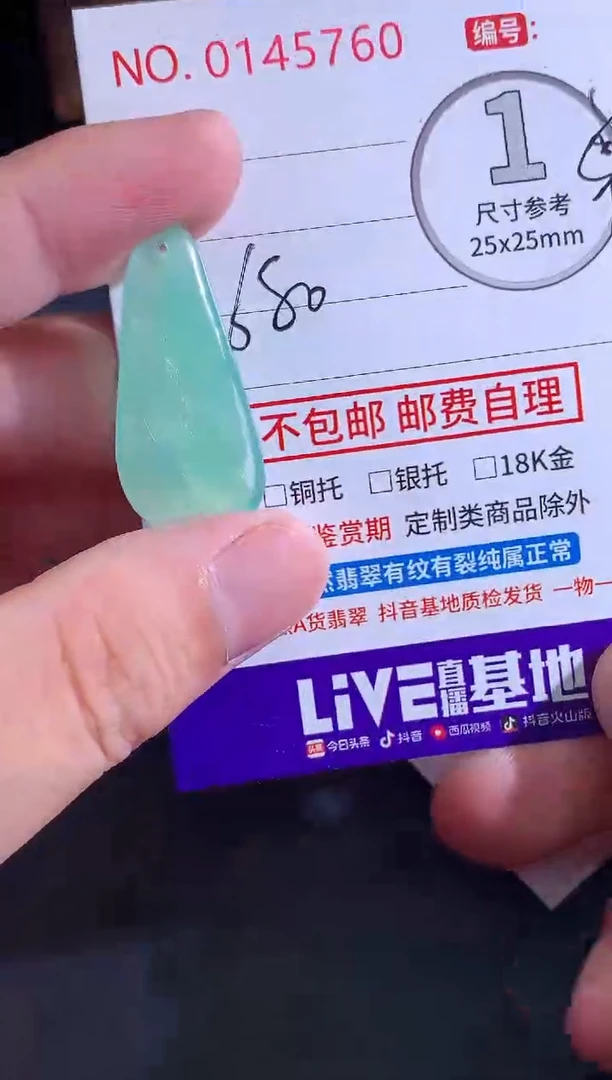 NO. 0145760
编号:
1
尺寸参考
25x25mm
680
不包邮 邮费自理
□铜托 □银托 □18K金
鉴赏期 定制类商品除外
然翡翠有纹有裂纯属正常
A货翡翠 抖音基地质检发货 一物一
LiVE直播基地
头条 今日头条 抖音 西瓜视频 抖音火山版